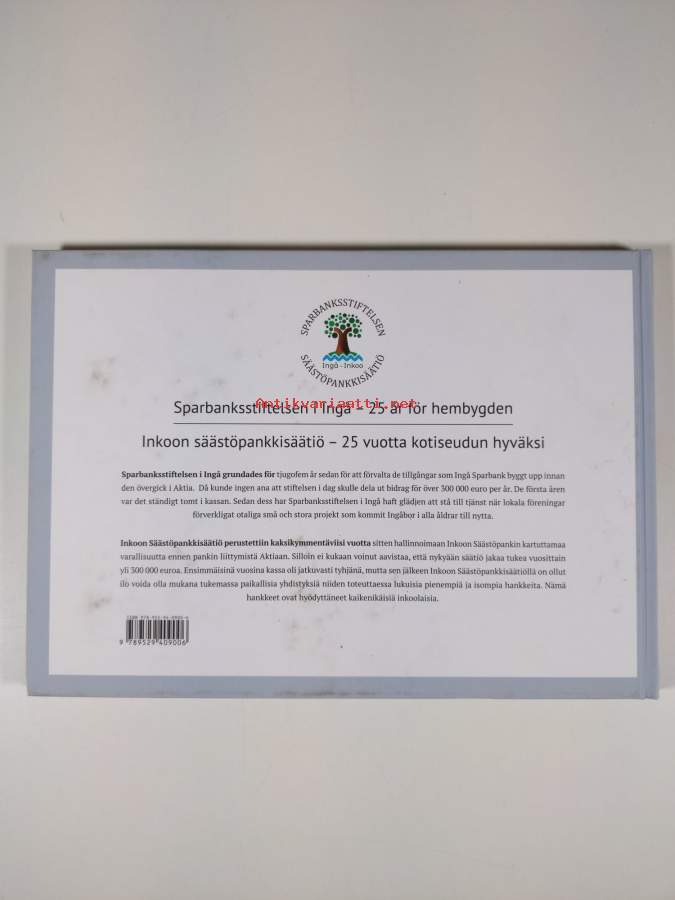 SPARBANKSSTIFTELSEN
Ingå - Inkoo
SÄÄSTÖPANKKISÄÄTIÖ
Antikvariaatti.net
Sparbanksstiftelsen i Ingå – 25 år för hembygden
Inkoon säästöpankkisäätiö – 25 vuotta kotiseudun hyväksi
Sparbanksstiftelsen i Ingå grundades för tjugofem år sedan för att förvalta de tillgångar som Ingå Sparbank byggt upp innan
den övergick i Aktia. Då kunde ingen ana att stiftelsen i dag skulle dela ut bidrag för över 300 000 euro per år. De första åren
var det ständigt tomt i kassan. Sedan dess har Sparbanksstiftelsen i Ingå haft glädjen att stå till tjänst när lokala föreningar
förverkligat otaliga små och stora projekt som kommit Ingåbor i alla åldrar till nytta.
Inkoon Säästöpankkisäätiö perustettiin kaksikymmentäviisi vuotta sitten hallinnoimaan Inkoon Säästöpankin kartuttamaa
varallisuutta ennen pankin liittymistä Aktiaan. Silloin ei kukaan voinut aavistaa, että nykyään säätiö jakaa tukea vuosittain
yli 300 000 euroa. Ensimmäisinä vuosina kassa oli jatkuvasti tyhjänä, mutta sen jälkeen Inkoon Säästöpankkisäätiöllä on ollut
ilo voida olla mukana tukemassa paikallisia yhdistyksiä niiden toteuttaessa lukuisia pienempiä ja isompia hankkeita. Nämä
hankkeet ovat hyödyttäneet kaikenikäisiä inkoolaisia.
ISBN 978-952-94-0900-6
9 789529 409006